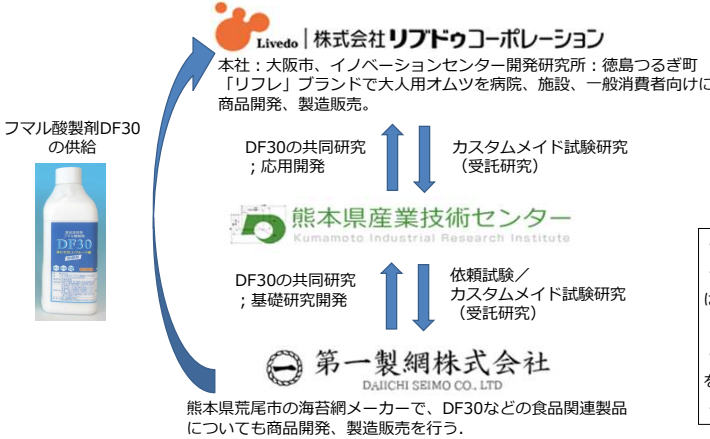 Livedo 株式会社リブドゥコーポレーション
本社：大阪市、イノベーションセンター開発研究所：徳島つるぎ町
「リフレ」ブランドで大人用オムツを病院、施設、一般消費者向けに
商品開発、製造販売。
フマル酸製剤DF30
の供給
DF30
DF30の共同研究
；応用開発
カスタムメイド試験研究
（受託研究）
熊本県産業技術センター
Kumamoto Industrial Research Institute
DF30の共同研究
；基礎研究開発
依頼試験／
カスタムメイド試験研究
（受託研究）
第一製網株式会社
DAIICHI SEIMO CO., LTD
熊本県荒尾市の海苔網メーカーで、DF30などの食品関連製品
についても商品開発、製造販売を行う.
は
を